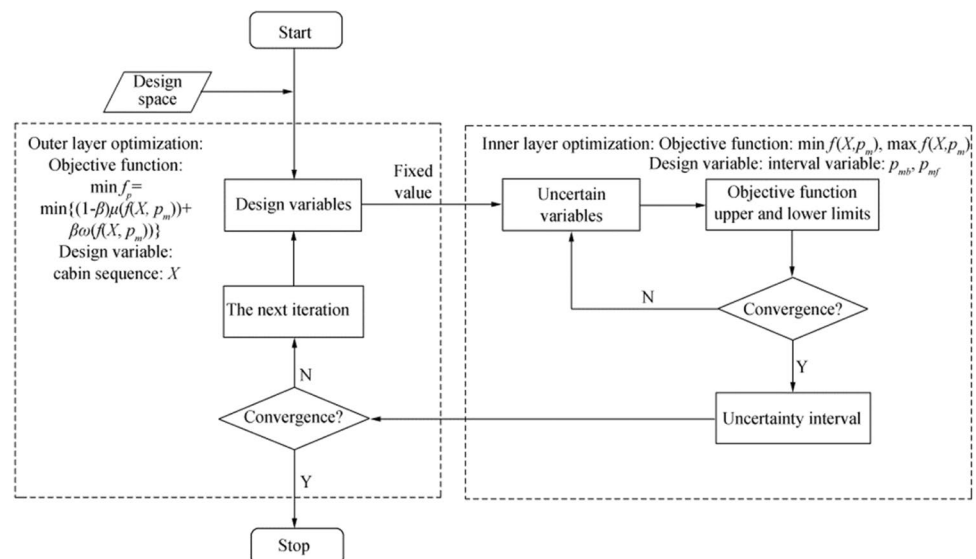 Start
Design
space
Outer layer optimization:
Objective function:
min f_p=
min{(1-β)μ(f(X, p_m))+
βω(f(X, p_m))}
Design variable:
cabin sequence: X
Design variables
Fixed
value
The next iteration
N
Convergence?
Y
Stop
Inner layer optimization: Objective function: min f(X,p_m), max f(X,p_m)
Design variable: interval variable: p_mb, p_mf
Uncertain
variables
Objective function
upper and lower limits
N
Convergence?
Y
Uncertainty interval